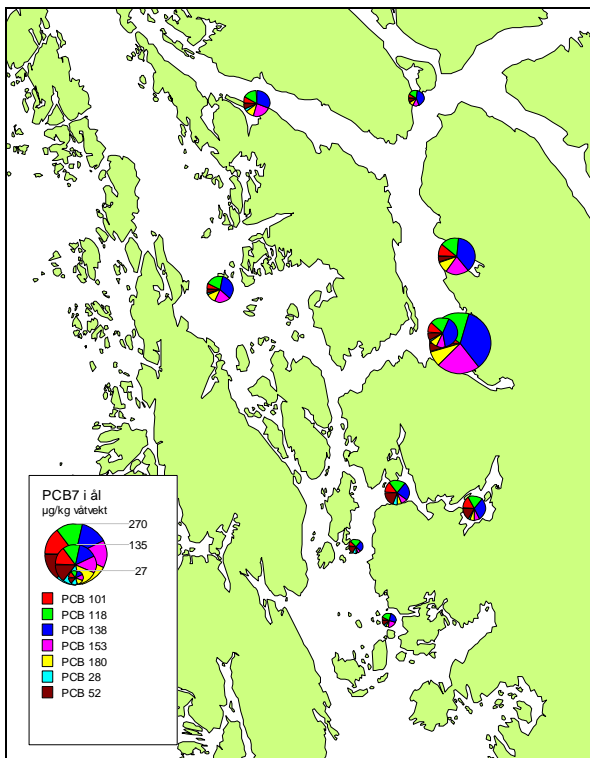 PCB7 i ål
µg/kg våtvekt
270
135
27
PCB 101
PCB 118
PCB 138
PCB 153
PCB 180
PCB 28
PCB 52